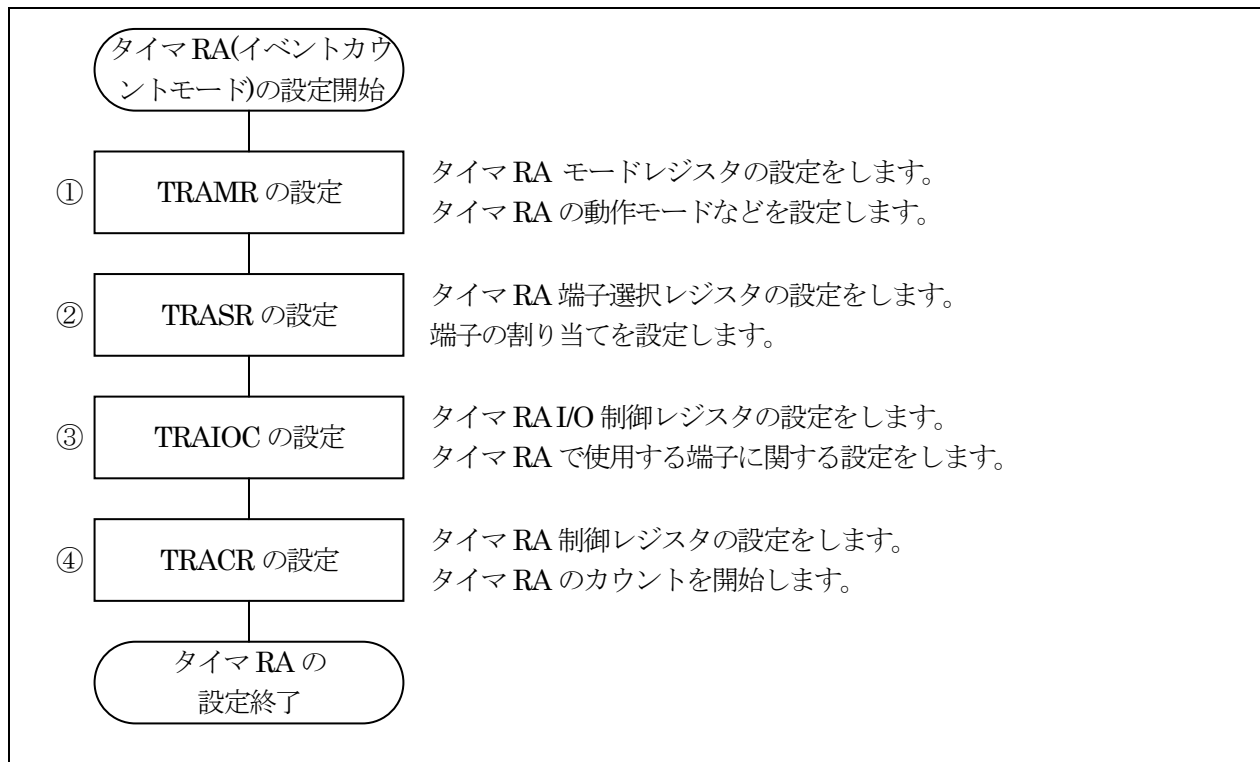 タイマ RA(イベントカウ
ントモード)の設定開始
① TRAMR の設定
タイマ RA モードレジスタの設定をします。
タイマ RA の動作モードなどを設定します。
② TRASR の設定
タイマ RA 端子選択レジスタの設定をします。
端子の割り当てを設定します。
③ TRAIOC の設定
タイマ RA I/O 制御レジスタの設定をします。
タイマ RA で使用する端子に関する設定をします。
④ TRACR の設定
タイマ RA 制御レジスタの設定をします。
タイマ RA のカウントを開始します。
タイマ RA の
設定終了